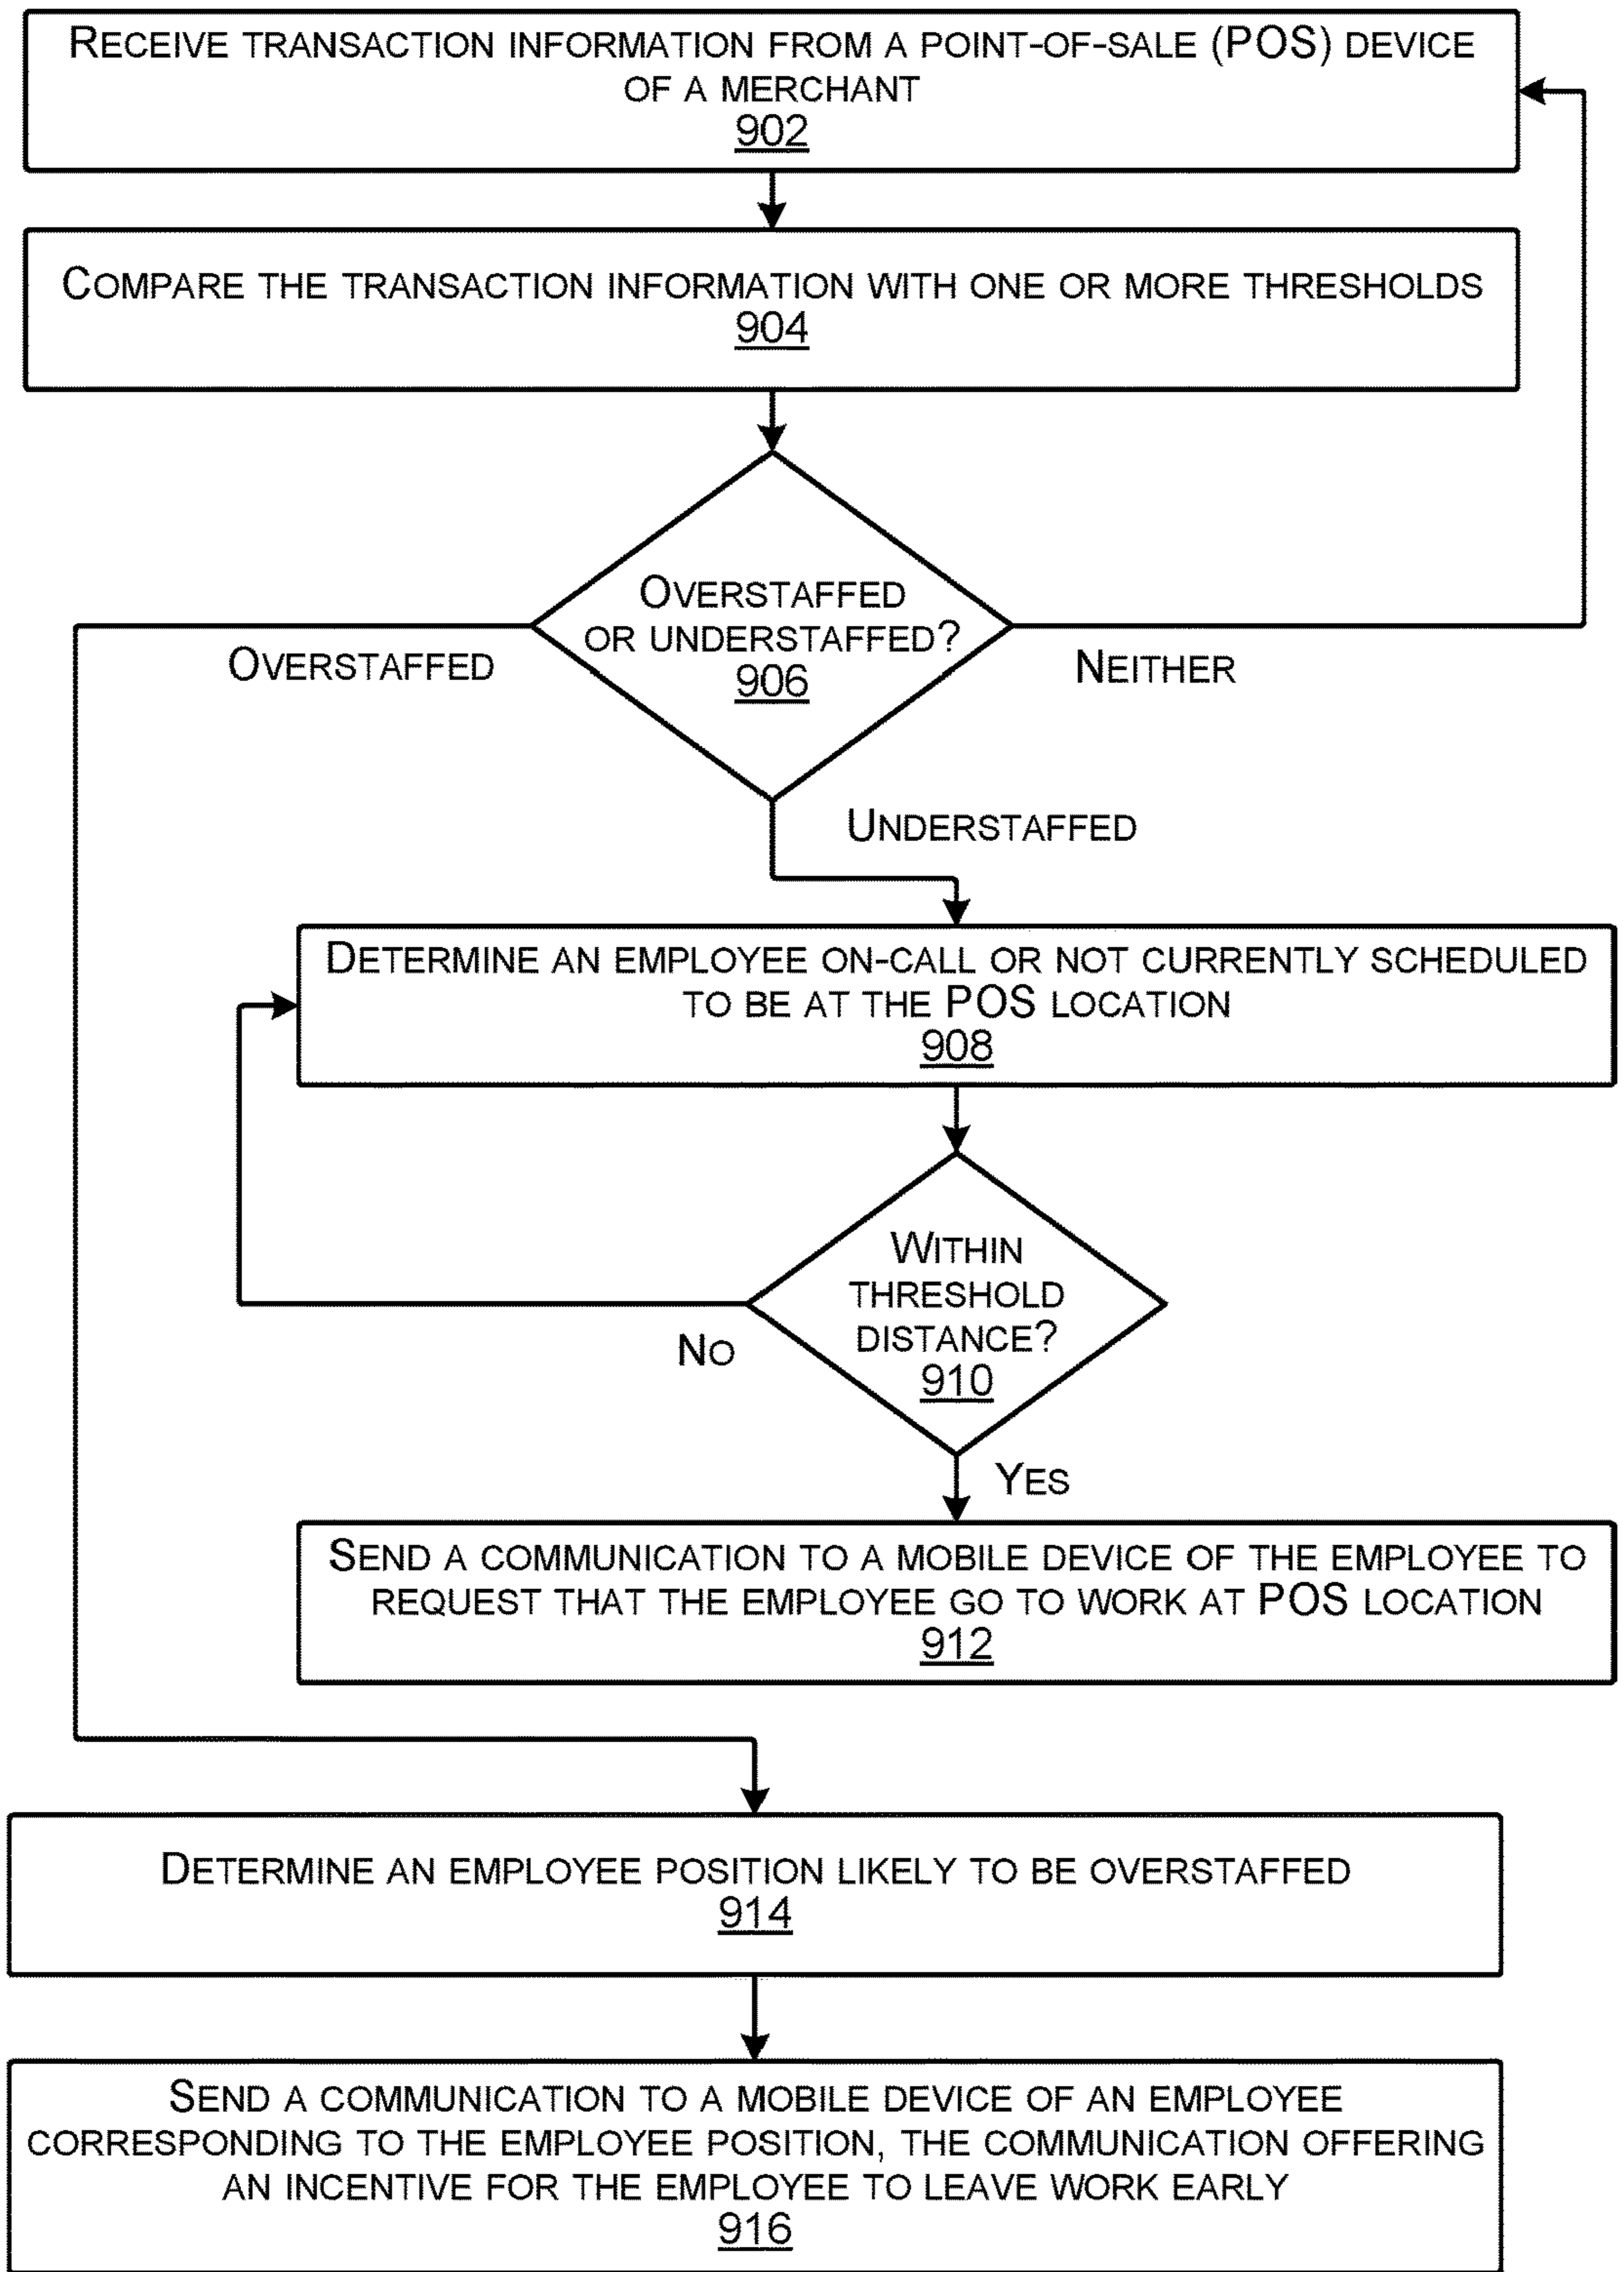 RECEIVE TRANSACTION INFORMATION FROM A POINT-OF-SALE (POS) DEVICE
OF A MERCHANT
902
COMPARE THE TRANSACTION INFORMATION WITH ONE OR MORE THRESHOLDS
904
OVERSTAFFED
OR UNDERSTAFFED?
906
OVERSTAFFED
NEITHER
UNDERSTAFFED
DETERMINE AN EMPLOYEE ON-CALL OR NOT CURRENTLY SCHEDULED
TO BE AT THE POS LOCATION
908
WITHIN
THRESHOLD
DISTANCE?
910
NO
YES
SEND A COMMUNICATION TO A MOBILE DEVICE OF THE EMPLOYEE TO
REQUEST THAT THE EMPLOYEE GO TO WORK AT POS LOCATION
912
DETERMINE AN EMPLOYEE POSITION LIKELY TO BE OVERSTAFFED
914
SEND A COMMUNICATION TO A MOBILE DEVICE OF AN EMPLOYEE
CORRESPONDING TO THE EMPLOYEE POSITION, THE COMMUNICATION OFFERING
AN INCENTIVE FOR THE EMPLOYEE TO LEAVE WORK EARLY
916